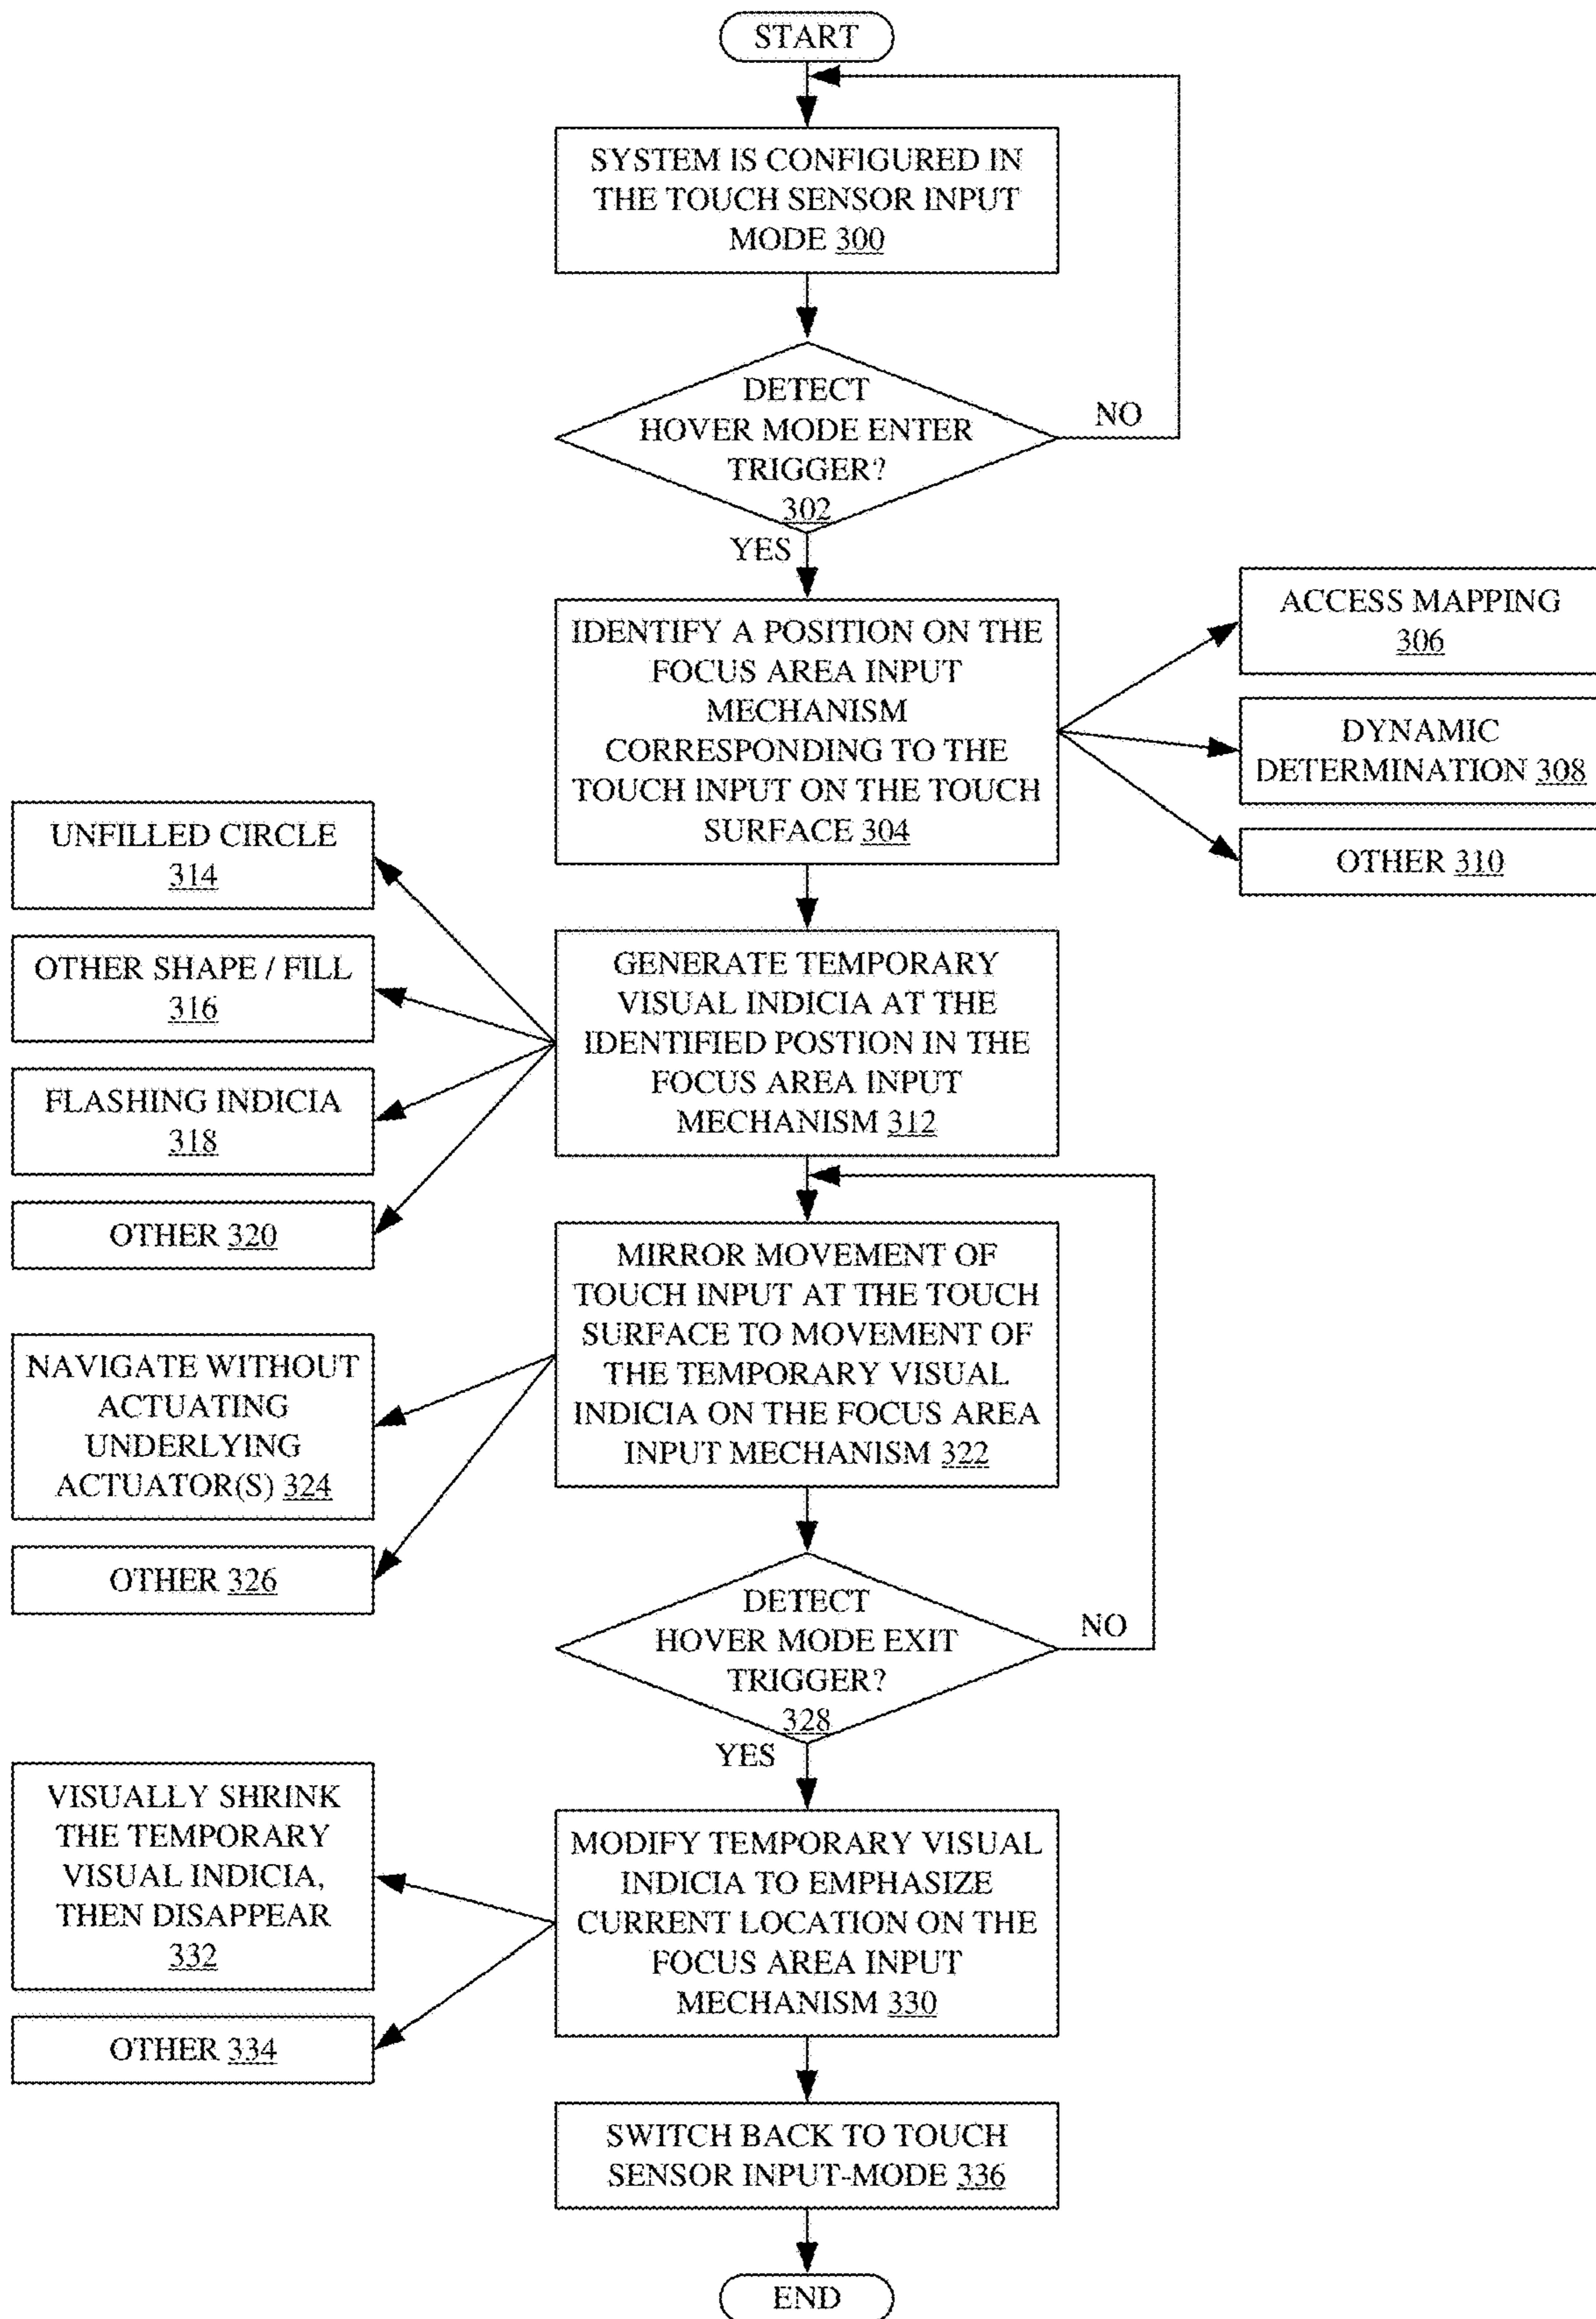 START
SYSTEM IS CONFIGURED IN
THE TOUCH SENSOR INPUT
MODE 300
DETECT
HOVER MODE ENTER
TRIGGER?
302
NO
YES
IDENTIFY A POSITION ON THE
FOCUS AREA INPUT
MECHANISM
CORRESPONDING TO THE
TOUCH INPUT ON THE TOUCH
SURFACE 304
ACCESS MAPPING
306
DYNAMIC
DETERMINATION 308
OTHER 310
GENERATE TEMPORARY
VISUAL INDICIA AT THE
IDENTIFIED POSTION IN THE
FOCUS AREA INPUT
MECHANISM 312
UNFILLED CIRCLE
314
OTHER SHAPE / FILL
316
FLASHING INDICIA
318
OTHER 320
MIRROR MOVEMENT OF
TOUCH INPUT AT THE TOUCH
SURFACE TO MOVEMENT OF
THE TEMPORARY VISUAL
INDICIA ON THE FOCUS AREA
INPUT MECHANISM 322
NAVIGATE WITHOUT
ACTUATING
UNDERLYING
ACTUATOR(S) 324
OTHER 326
DETECT
HOVER MODE EXIT
TRIGGER?
328
NO
YES
MODIFY TEMPORARY VISUAL
INDICIA TO EMPHASIZE
CURRENT LOCATION ON THE
FOCUS AREA INPUT
MECHANISM 330
VISUALLY SHRINK
THE TEMPORARY
VISUAL INDICIA,
THEN DISAPPEAR
332
OTHER 334
SWITCH BACK TO TOUCH
SENSOR INPUT-MODE 336
END